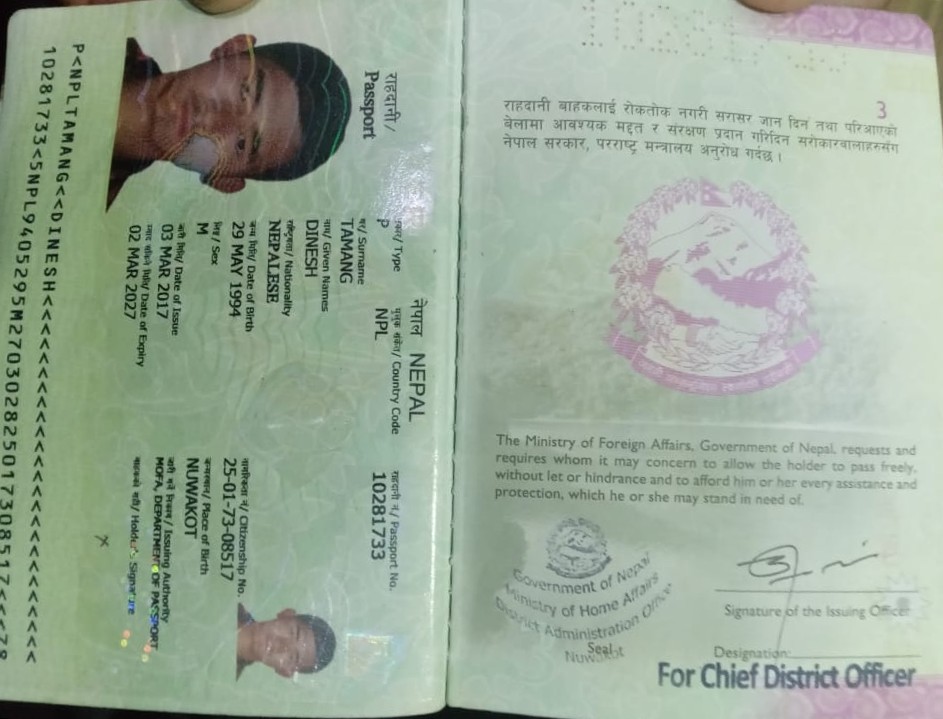 राहदानी /
Passport
नेपाल NEPAL
प्रकार/ Type
P
मुलुक संकेत/ Country Code
NPL
राहदानी नं./ Passport No.
10281733
थर/ Surname
TAMANG
नाम/ Given Names
DINESH
राष्ट्रियता/ Nationality
NEPALESE
जन्म मिति/ Date of Birth
29 MAY 1994
नागरिकता नं/ Citizenship No.
25-01-73-08517
लिङ्ग/ Sex
M
जन्मस्थान/ Place of Birth
NUWAKOT
जारी मिति/ Date of Issue
03 MAR 2017
जारी गर्ने निकाय/ Issuing Authority
MOFA, DEPARTMENT OF PASSPORT
Date of Expiry
02 MAR 2027
Holder's Signature
P<NPLTAMANG<<DINESH<<<<<<<<<<<<<<<<<<<<<<<<<
10281733<5NPL9405295M270302825017308517<<<78
3
राहदानी बाहकलाई रोकतोक नगरी सरासर जान दिन तथा परिआएको
बेलामा आवश्यक मद्दत र संरक्षण प्रदान गरिदिन सरोकारवालाहरुसँग
नेपाल सरकार, परराष्ट्र मन्त्रालय अनुरोध गर्दछ ।
The Ministry of Foreign Affairs, Government of Nepal, requests and
requires whom it may concern to allow the holder to pass freely,
without let or hindrance and to afford him or her every assistance and
protection, which he or she may stand in need of.
Government of Nepal
Ministry of Home Affairs
District Administration Office
Seal
Nuwakot
Signature of the Issuing Officer
Designation:
For Chief District Officer